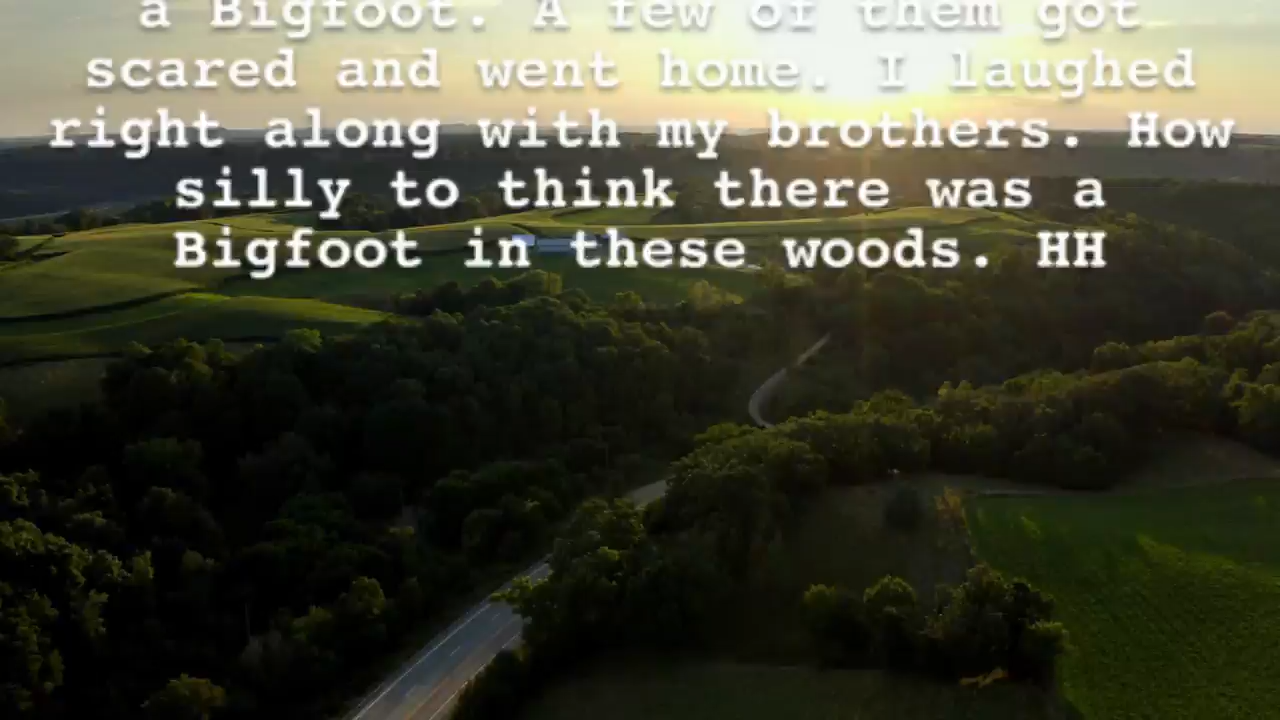 a Bigfoot. A few of them got
scared and went home. I laughed
right along with my brothers. How
silly to think there was a
Bigfoot in these woods. HH